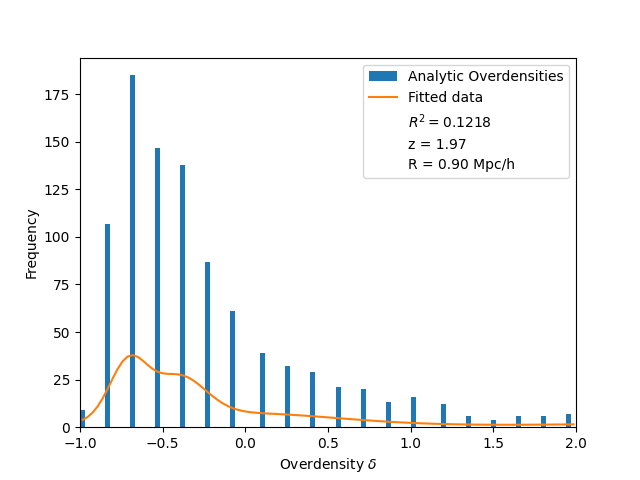 Analytic Overdensities
Fitted data
$R^2 = 0.1218$
z = 1.97
R = 0.90 Mpc/h
175
150
125
100
75
50
25
0
Frequency
−1.0 −0.5 0.0 0.5 1.0 1.5 2.0
Overdensity δ